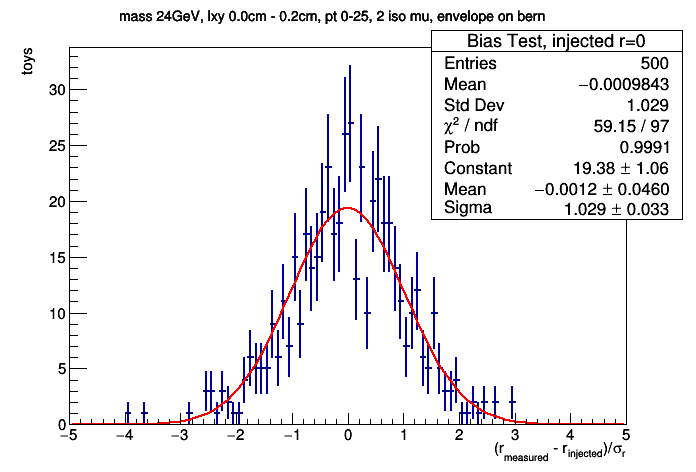 mass 24GeV, lxy 0.0cm - 0.2cm, pt 0-25, 2 iso mu, envelope on bern
Bias Test, injected r=0
Entries 500
Mean −0.0009843
Std Dev 1.029
χ² / ndf 59.15 / 97
Prob 0.9991
Constant 19.38 ± 1.06
Mean −0.0012 ± 0.0460
Sigma 1.029 ± 0.033
toys
30
25
20
15
10
5
0
−5 −4 −3 −2 −1 0 1 2 3 4 5
(r_measured - r_injected)/σ_r